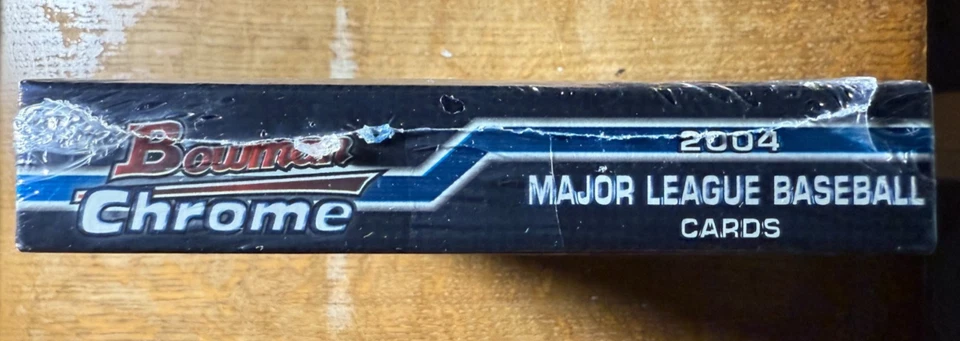 Bowman
Chrome
2004
MAJOR LEAGUE BASEBALL
CARDS